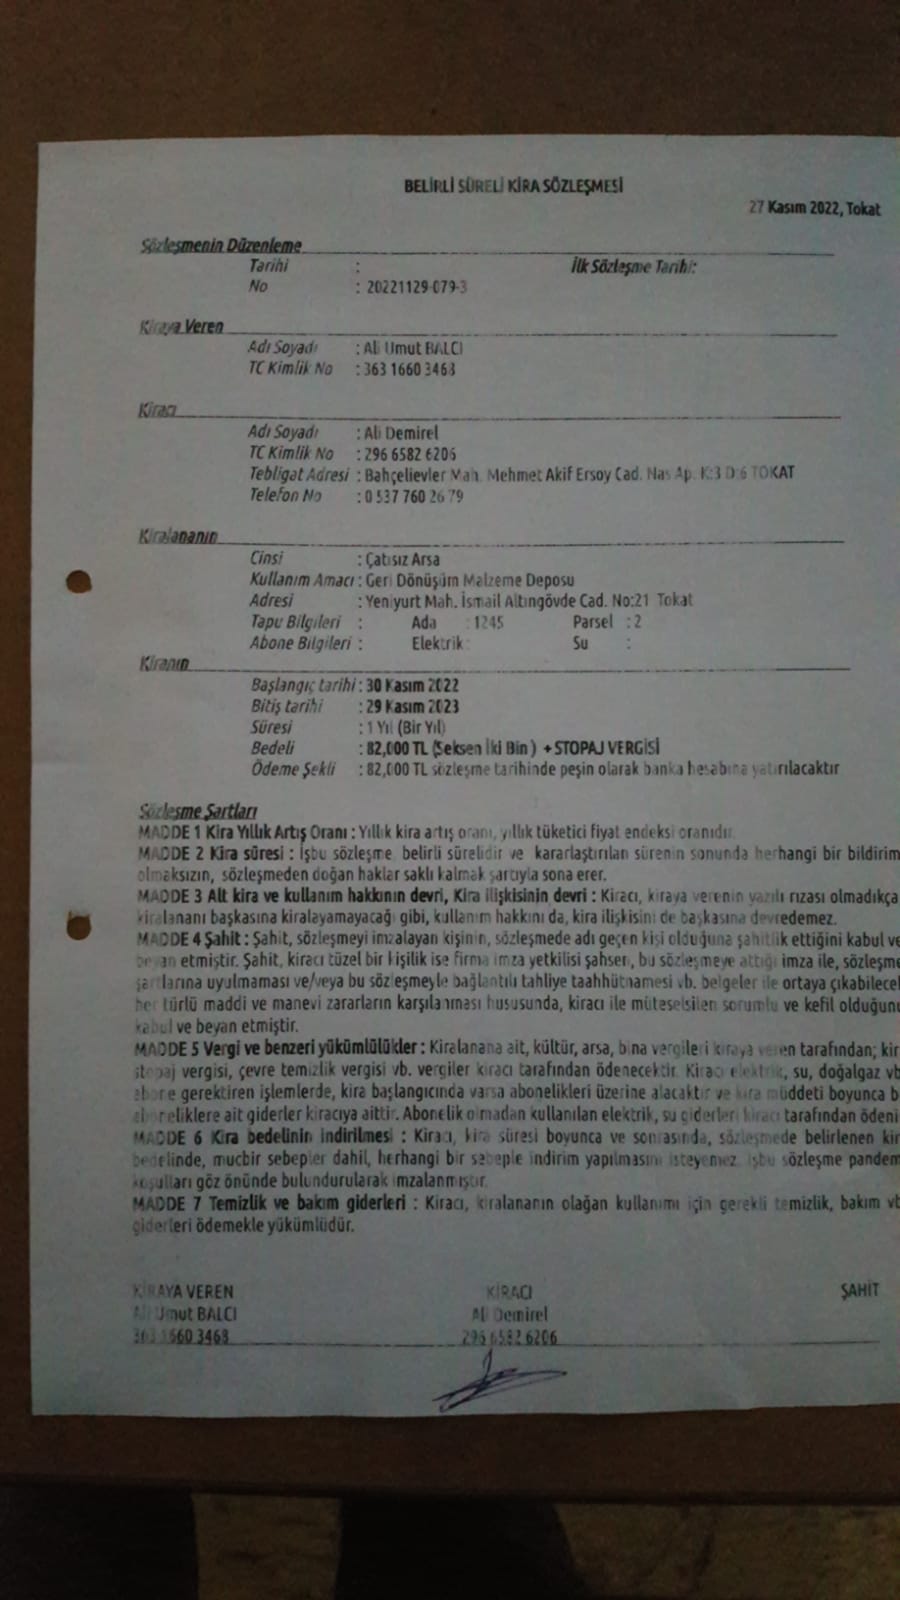 BELİRLİ SÜRELİ KİRA SÖZLEŞMESİ
27 Kasım 2022, Tokat
Sözleşmenin Düzenleme
Tarihi : İlk Sözleşme Tarihi:
No : 20221129-079-3
Kiraya Veren
Adı Soyadı : Ali Umut BALCI
TC Kimlik No : 363 1660 3468
Kiracı
Adı Soyadı : Ali Demirel
TC Kimlik No : 296 6582 6206
Tebligat Adresi : Bahçelievler Mah. Mehmet Akif Ersoy Cad. Nas Ap. K:3 D:6 TOKAT
Telefon No : 0 537 760 26 79
Kiralananın
Cinsi : Çatısız Arsa
Kullanım Amacı : Geri Dönüşüm Malzeme Deposu
Adresi : Yeniyurt Mah. İsmail Altıngövde Cad. No:21 Tokat
Tapu Bilgileri : Ada : 1245 Parsel : 2
Abone Bilgileri : Elektrik : Su :
Kiranın
Başlangıç tarihi : 30 Kasım 2022
Bitiş tarihi : 29 Kasım 2023
Süresi : 1 Yıl (Bir Yıl)
Bedeli : 82,000 TL (Seksen İki Bin ) + STOPAJ VERGİSİ
Ödeme Şekli : 82,000 TL sözleşme tarihinde peşin olarak banka hesabına yatırılacaktır
Sözleşme Şartları
MADDE 1 Kira Yıllık Artış Oranı : Yıllık kira artış oranı, yıllık tüketici fiyat endeksi oranıdır.
MADDE 2 Kira süresi : İşbu sözleşme, belirli sürelidir ve kararlaştırılan sürenin sonunda herhangi bir bildirim
olmaksızın, sözleşmeden doğan haklar saklı kalmak şartıyla sona erer.
MADDE 3 Alt kira ve kullanım hakkının devri, Kira ilişkisinin devri : Kiracı, kiraya verenin yazılı rızası olmadıkça
kiralananı başkasına kiralayamayacağı gibi, kullanım hakkını da, kira ilişkisini de başkasına devredemez.
MADDE 4 Şahit : Şahit, sözleşmeyi imzalayan kişinin, sözleşmede adı geçen kişi olduğuna şahitlik ettiğini kabul ve
beyan etmiştir. Şahit, kiracı tüzel bir kişilik ise firma imza yetkilisi şahsen, bu sözleşmeye attığı imza ile, sözleşme
şartlarına uyulmaması ve/veya bu sözleşmeyle bağlantılı tahliye taahhütnamesi vb. belgeler ile ortaya çıkabilecek
her türlü maddi ve manevi zararların karşılanması hususunda, kiracı ile müteselsilen sorumlu ve kefil olduğunu
kabul ve beyan etmiştir.
MADDE 5 Vergi ve benzeri yükümlülükler : Kiralanana ait, kültür, arsa, bina vergileri kiraya veren tarafından; kir
stopaj vergisi, çevre temizlik vergisi vb. vergiler kiracı tarafından ödenecektir. Kiracı elektrik, su, doğalgaz vb
abone gerektiren işlemlerde, kira başlangıcında varsa abonelikleri üzerine alacaktır ve kira müddeti boyunca b
aboneliklere ait giderler kiracıya aittir. Abonelik olmadan kullanılan elektrik, su giderleri kiracı tarafından ödeni
MADDE 6 Kira bedelinin indirilmesi : Kiracı, kira süresi boyunca ve sonrasında, sözleşmede belirlenen kir
bedelinde, mucbir sebepler dahil, herhangi bir sebeple indirim yapılmasını isteyemez. İşbu sözleşme pandem
koşulları göz önünde bulundurularak imzalanmıştır.
MADDE 7 Temizlik ve bakım giderleri : Kiracı, kiralananın olağan kullanımı için gerekli temizlik, bakım vb
giderleri ödemekle yükümlüdür.
KİRAYA VEREN KİRACI ŞAHİT
Ali Umut BALCI Ali Demirel
363 1660 3468 296 6582 6206